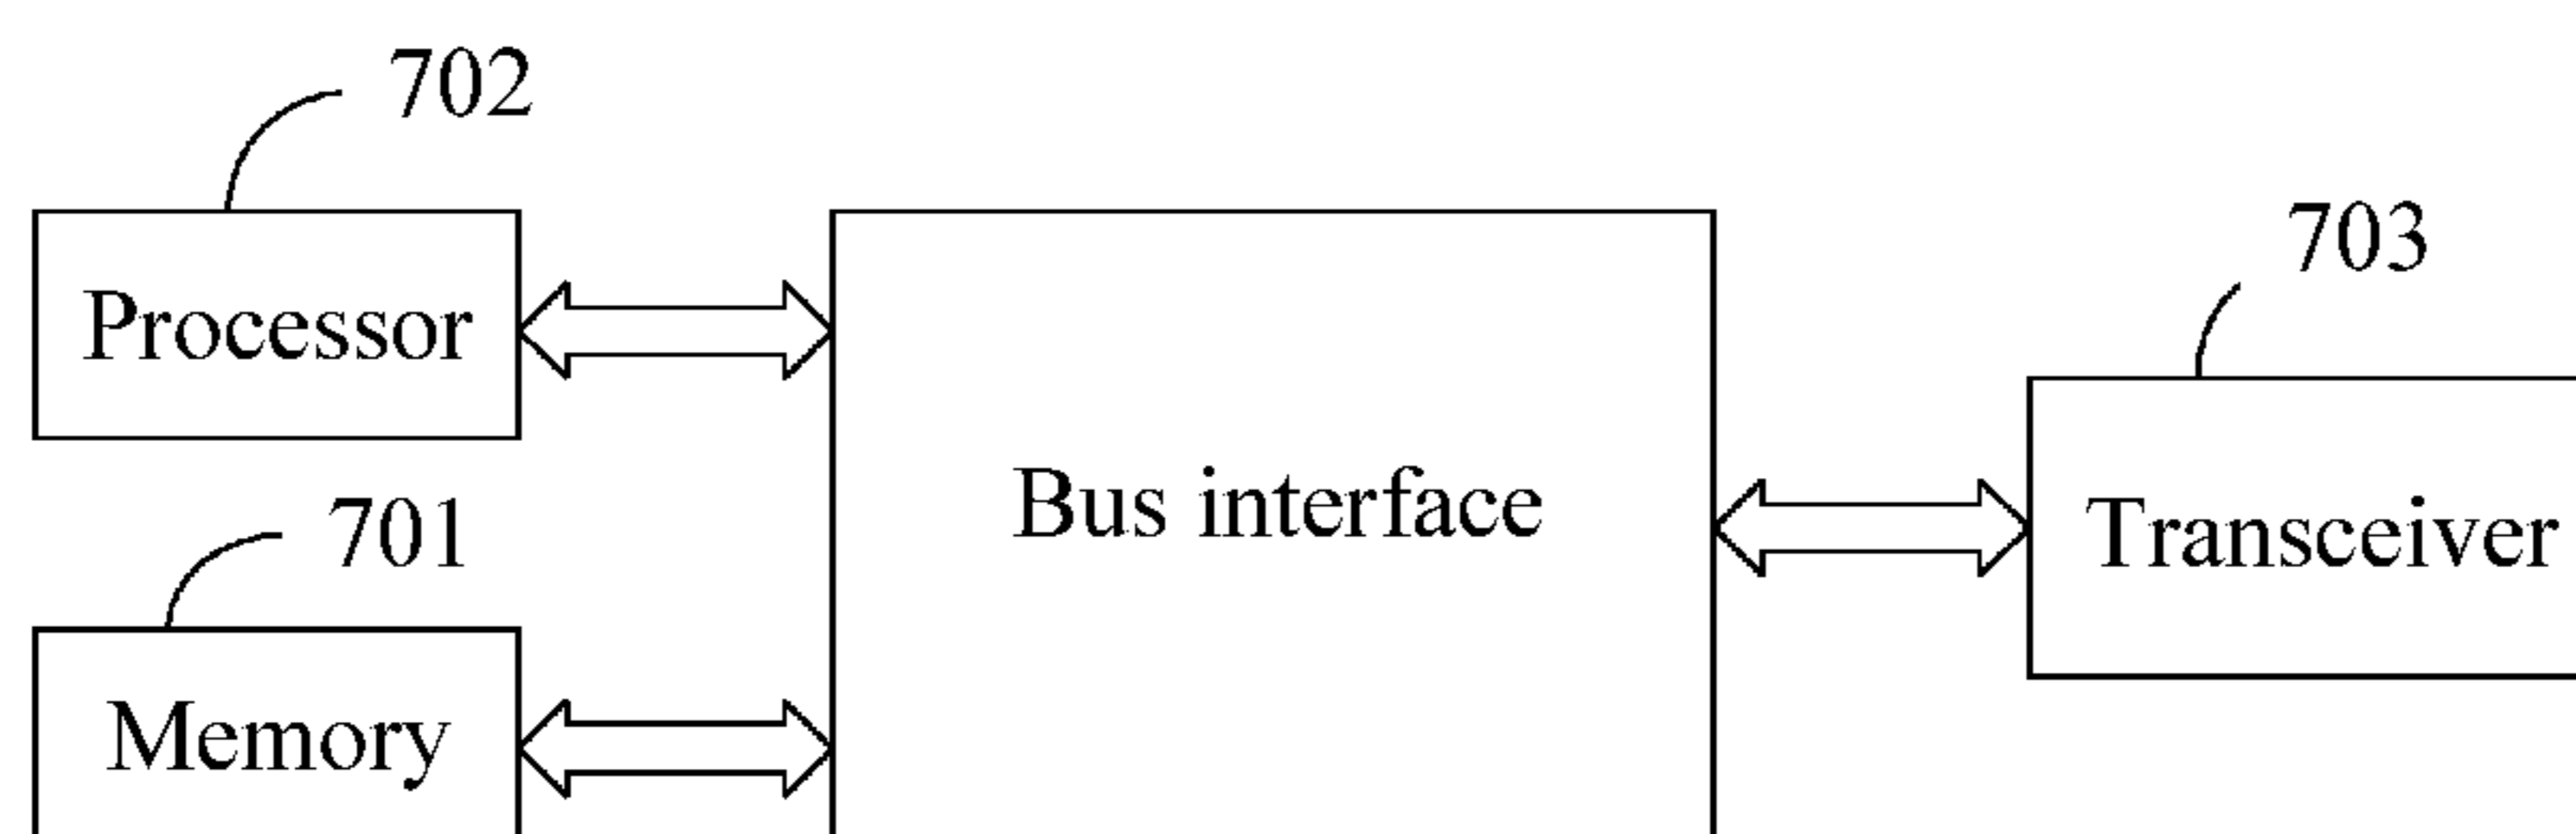 702
703
Processor
Bus interface
Transceiver
701
Memory